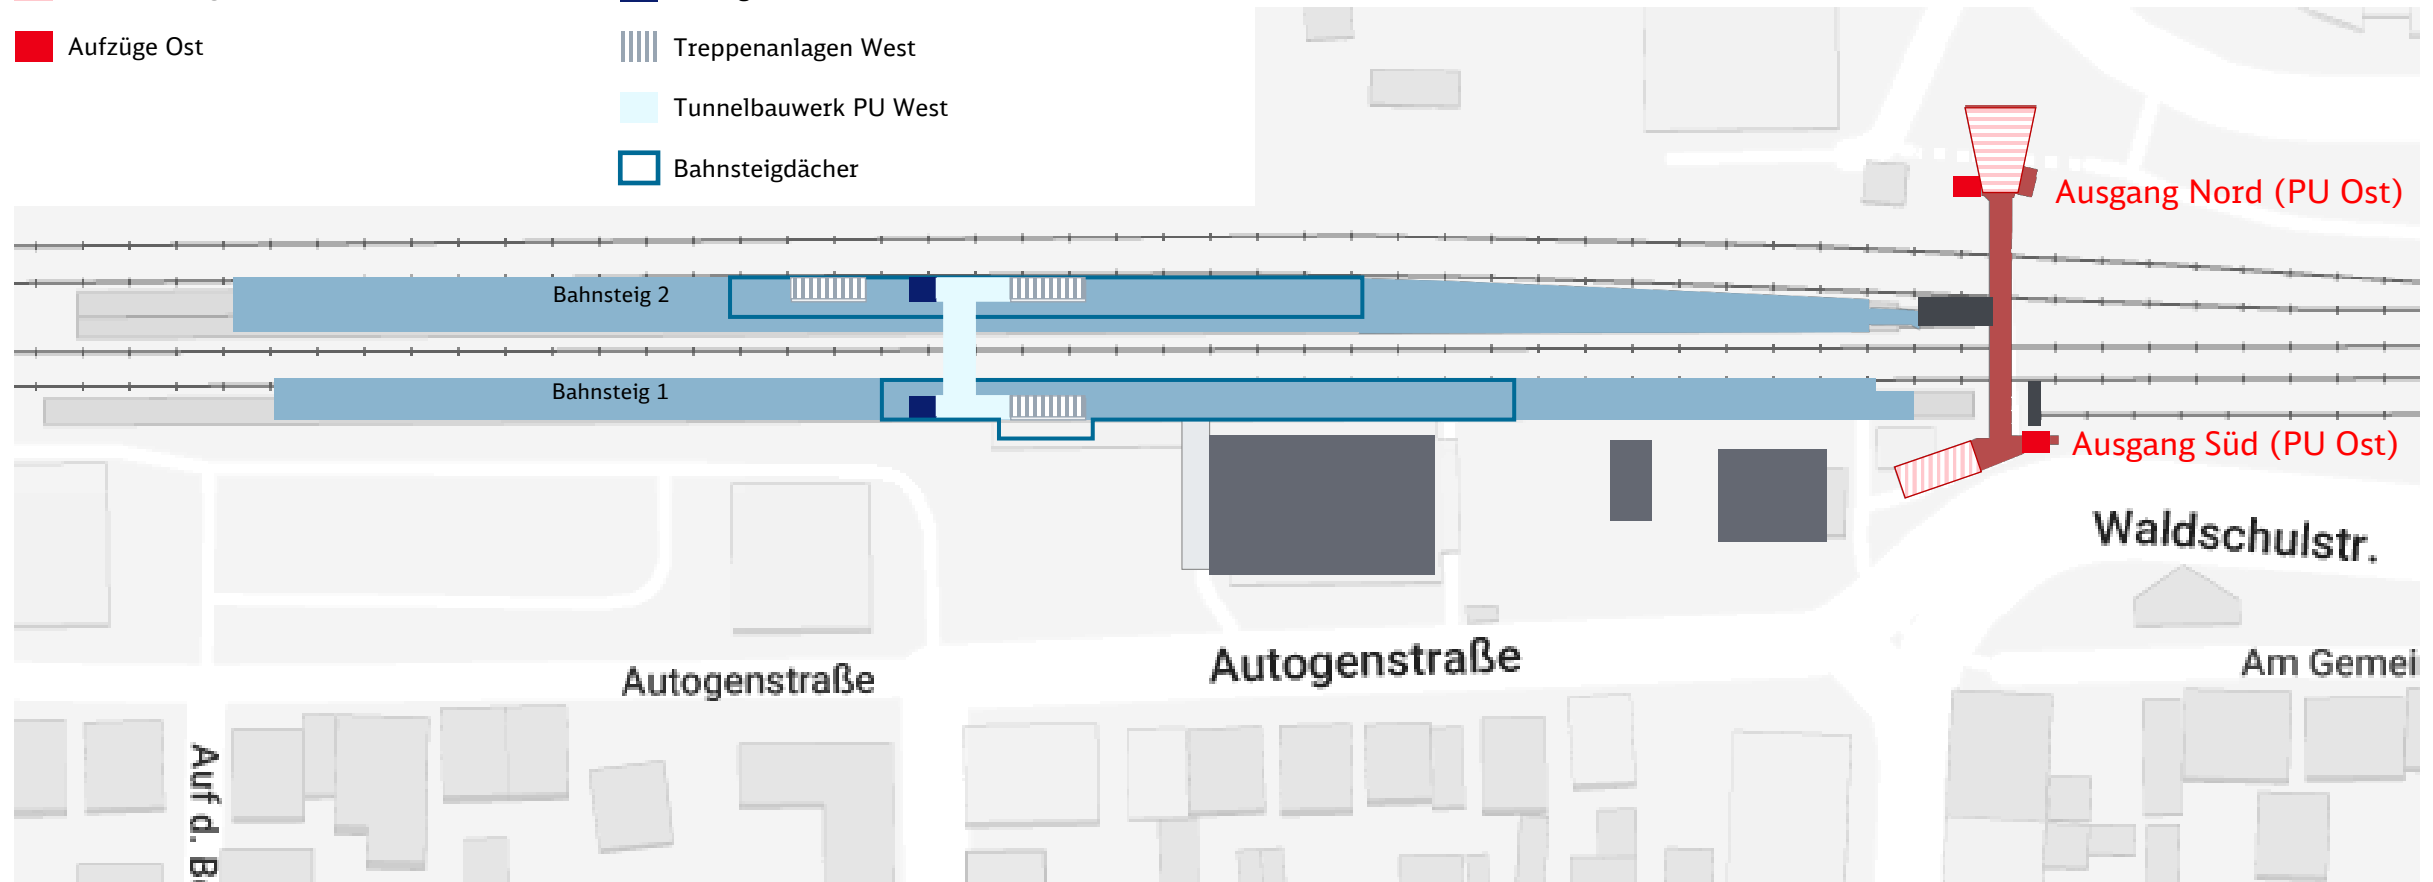 Aufzüge Ost
Treppenanlagen West
Tunnelbauwerk PU West
Bahnsteigdächer
Ausgang Nord (PU Ost)
Bahnsteig 2
Bahnsteig 1
Ausgang Süd (PU Ost)
Waldschulstr.
Autogenstraße
Autogenstraße
Am Gemei
Auf d. B